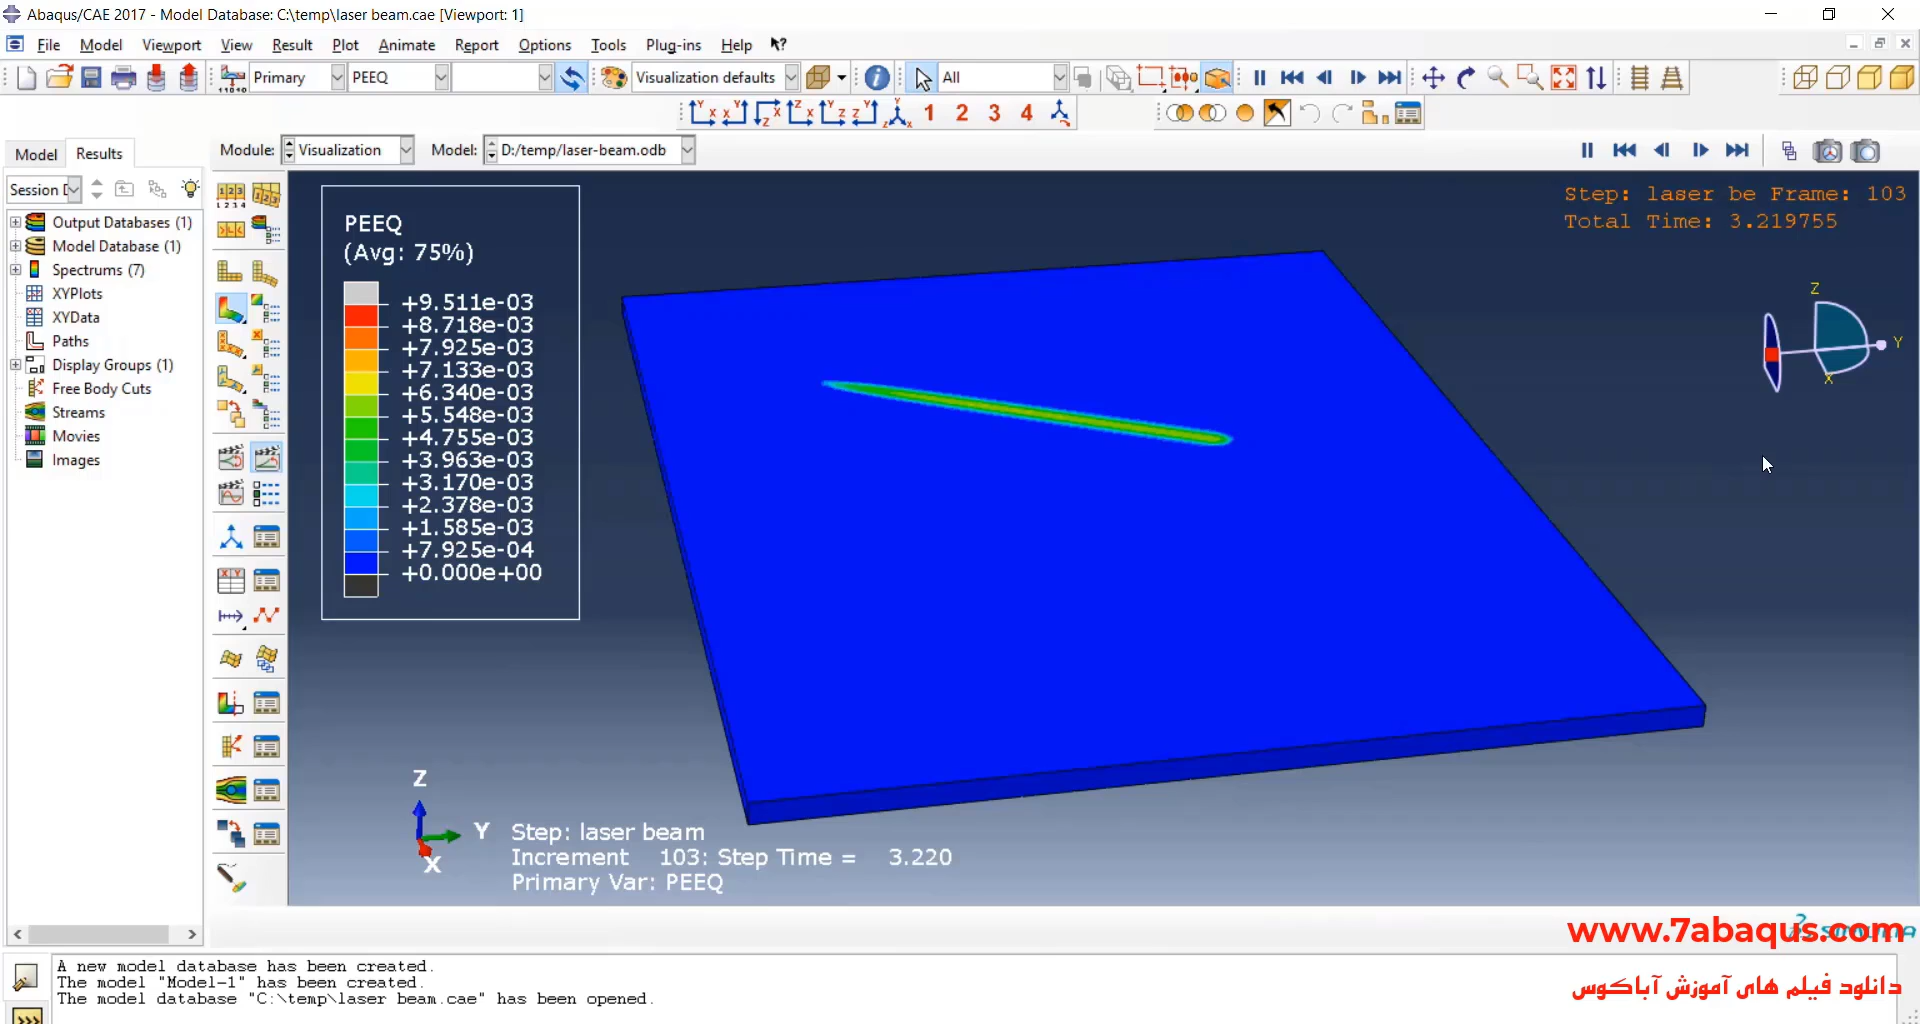 Abaqus/CAE 2017 - Model Database: C:\temp\laser beam.cae [Viewport: 1]
File Model Viewport View Result Plot Animate Report Options Tools Plug-ins Help
Primary PEEQ Visualization defaults All
1 2 3 4
Model Results Module: Visualization Model: D:/temp/laser-beam.odb
Session
Output Databases (1)
Model Database (1)
Spectrums (7)
XYPlots
XYData
Paths
Display Groups (1)
Free Body Cuts
Streams
Movies
Images
Step: laser be Frame: 103
Total Time: 3.219755
PEEQ
(Avg: 75%)
+9.511e-03
+8.718e-03
+7.925e-03
+7.133e-03
+6.340e-03
+5.548e-03
+4.755e-03
+3.963e-03
+3.170e-03
+2.378e-03
+1.585e-03
+7.925e-04
+0.000e+00
Z
Y
X
Z
Y
X
Step: laser beam
Increment 103: Step Time = 3.220
Primary Var: PEEQ
www.7abaqus.com
دانلود فیلم های آموزش آباکوس
A new model database has been created.
The model "Model-1" has been created.
The model database "C:\temp\laser beam.cae" has been opened.